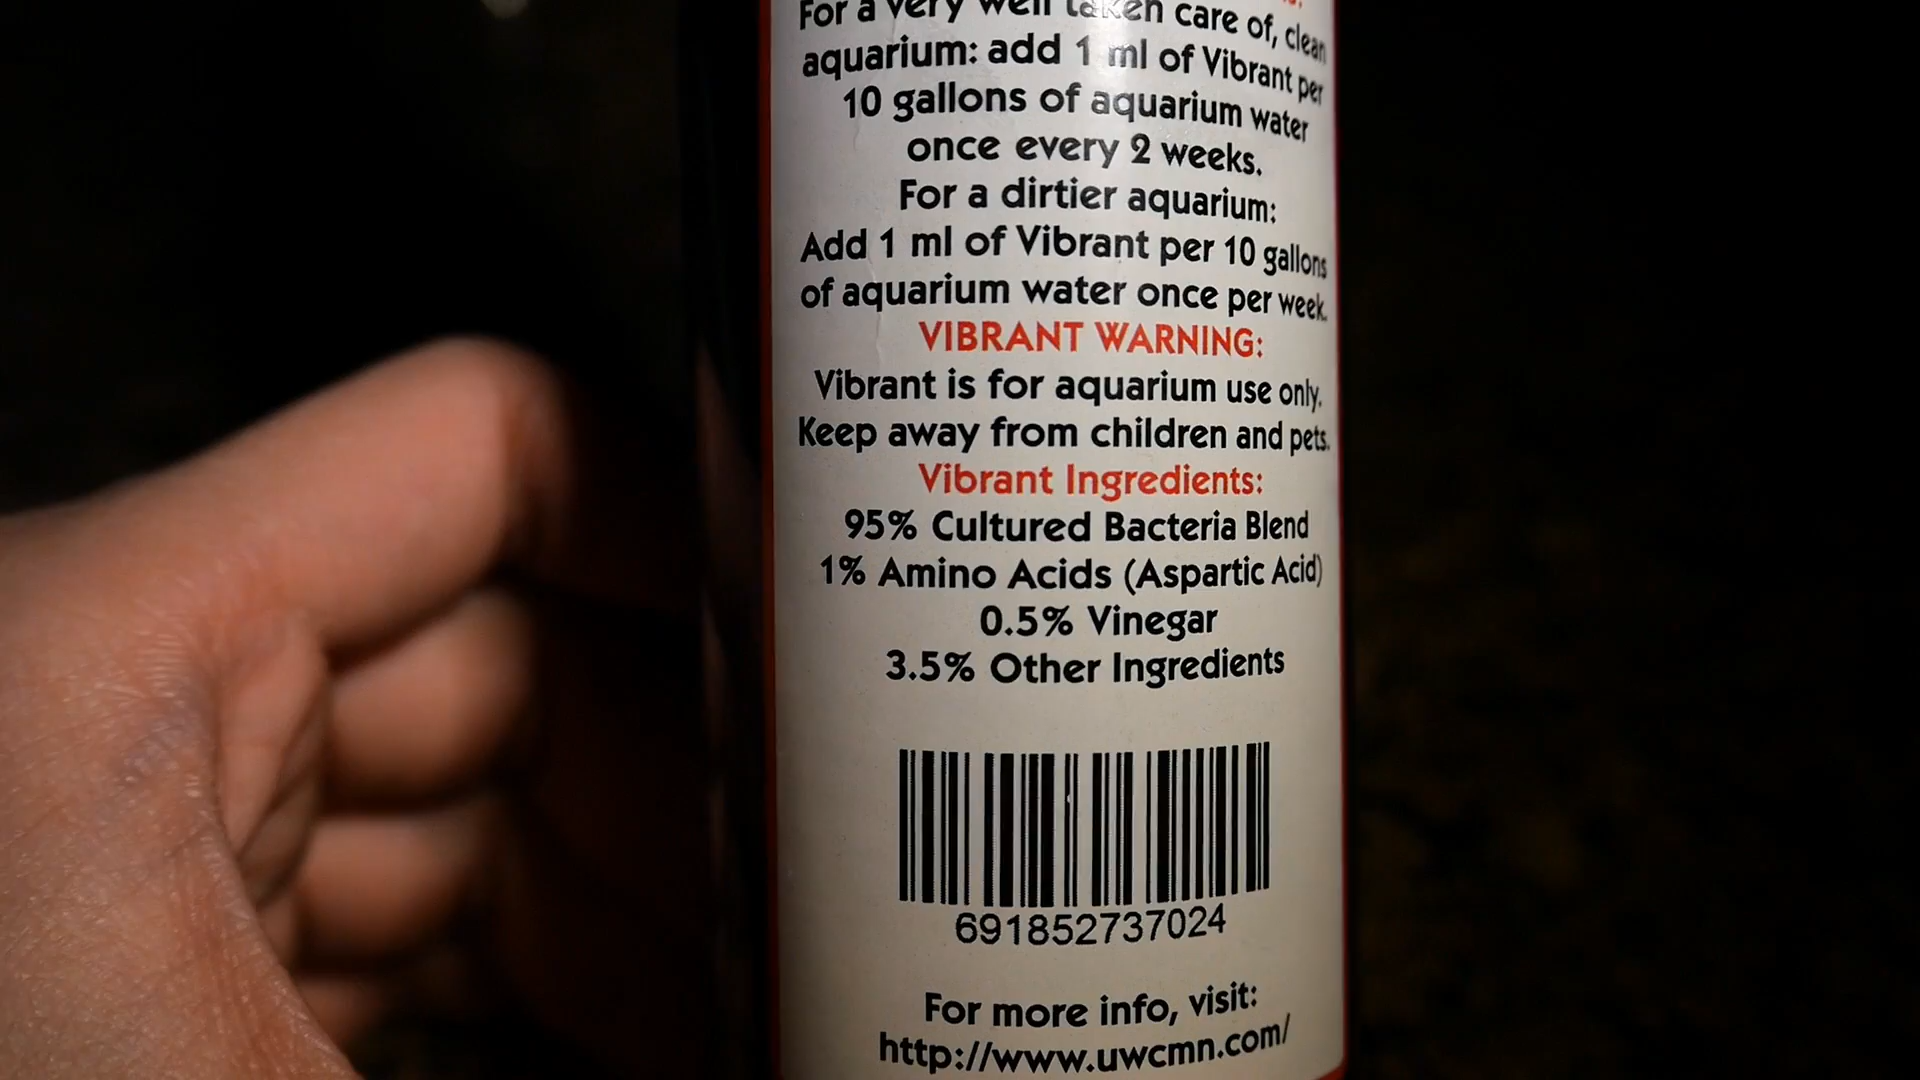 For a very well taken care of, clean
aquarium: add 1 ml of Vibrant per
10 gallons of aquarium water
once every 2 weeks.
For a dirtier aquarium:
Add 1 ml of Vibrant per 10 gallons
of aquarium water once per week.
VIBRANT WARNING:
Vibrant is for aquarium use only.
Keep away from children and pets.
Vibrant Ingredients:
95% Cultured Bacteria Blend
1% Amino Acids (Aspartic Acid)
0.5% Vinegar
3.5% Other Ingredients
691852737024
For more info, visit:
http://www.uwcmn.com/